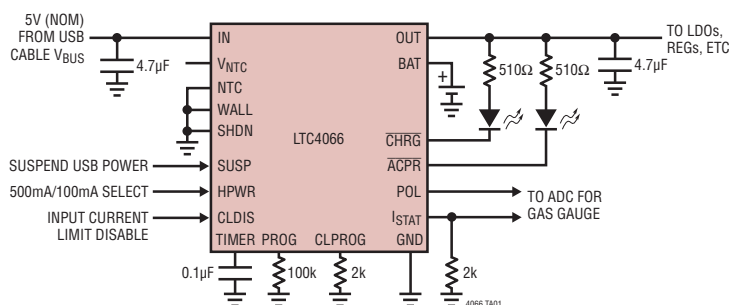 5V (NOM)
FROM USB
CABLE VBUS
4.7µF
IN
VNTC
NTC
WALL
SHDN
SUSPEND USB POWER
SUSP
500mA/100mA SELECT
HPWR
INPUT CURRENT
LIMIT DISABLE
CLDIS
TIMER PROG CLPROG GND
LTC4066
OUT
BAT
+
CHRG
ACPR
POL
ISTAT
510Ω
510Ω
4.7µF
TO LDOs,
REGs, ETC
TO ADC FOR
GAS GAUGE
0.1µF
100k
2k
2k
4066 TA01